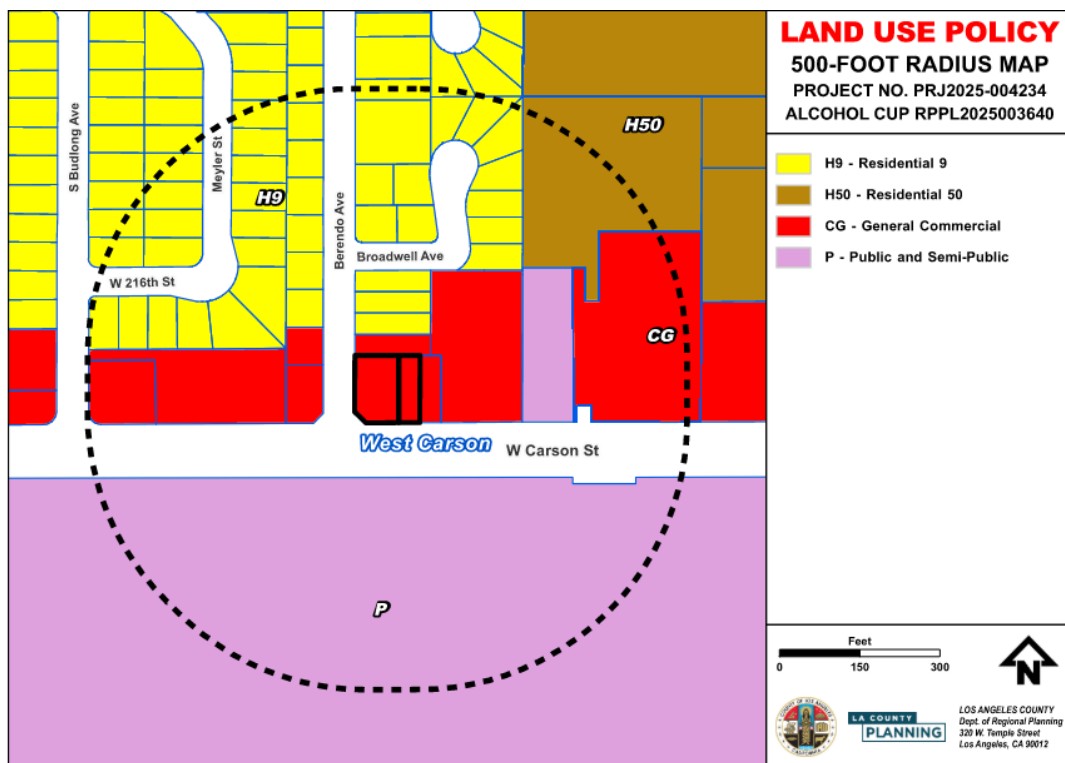 LAND USE POLICY
500-FOOT RADIUS MAP
PROJECT NO. PRJ2025-004234
ALCOHOL CUP RPPL2025003640
H9 - Residential 9
H50 - Residential 50
CG - General Commercial
P - Public and Semi-Public
S Budlong Ave
Meyler St
H9
H50
Berendo Ave
Broadwell Ave
W 216th St
CG
West Carson
W Carson St
P
Feet
0 150 300
N
LA COUNTY
PLANNING
LOS ANGELES COUNTY
Dept. of Regional Planning
320 W. Temple Street
Los Angeles, CA 90012